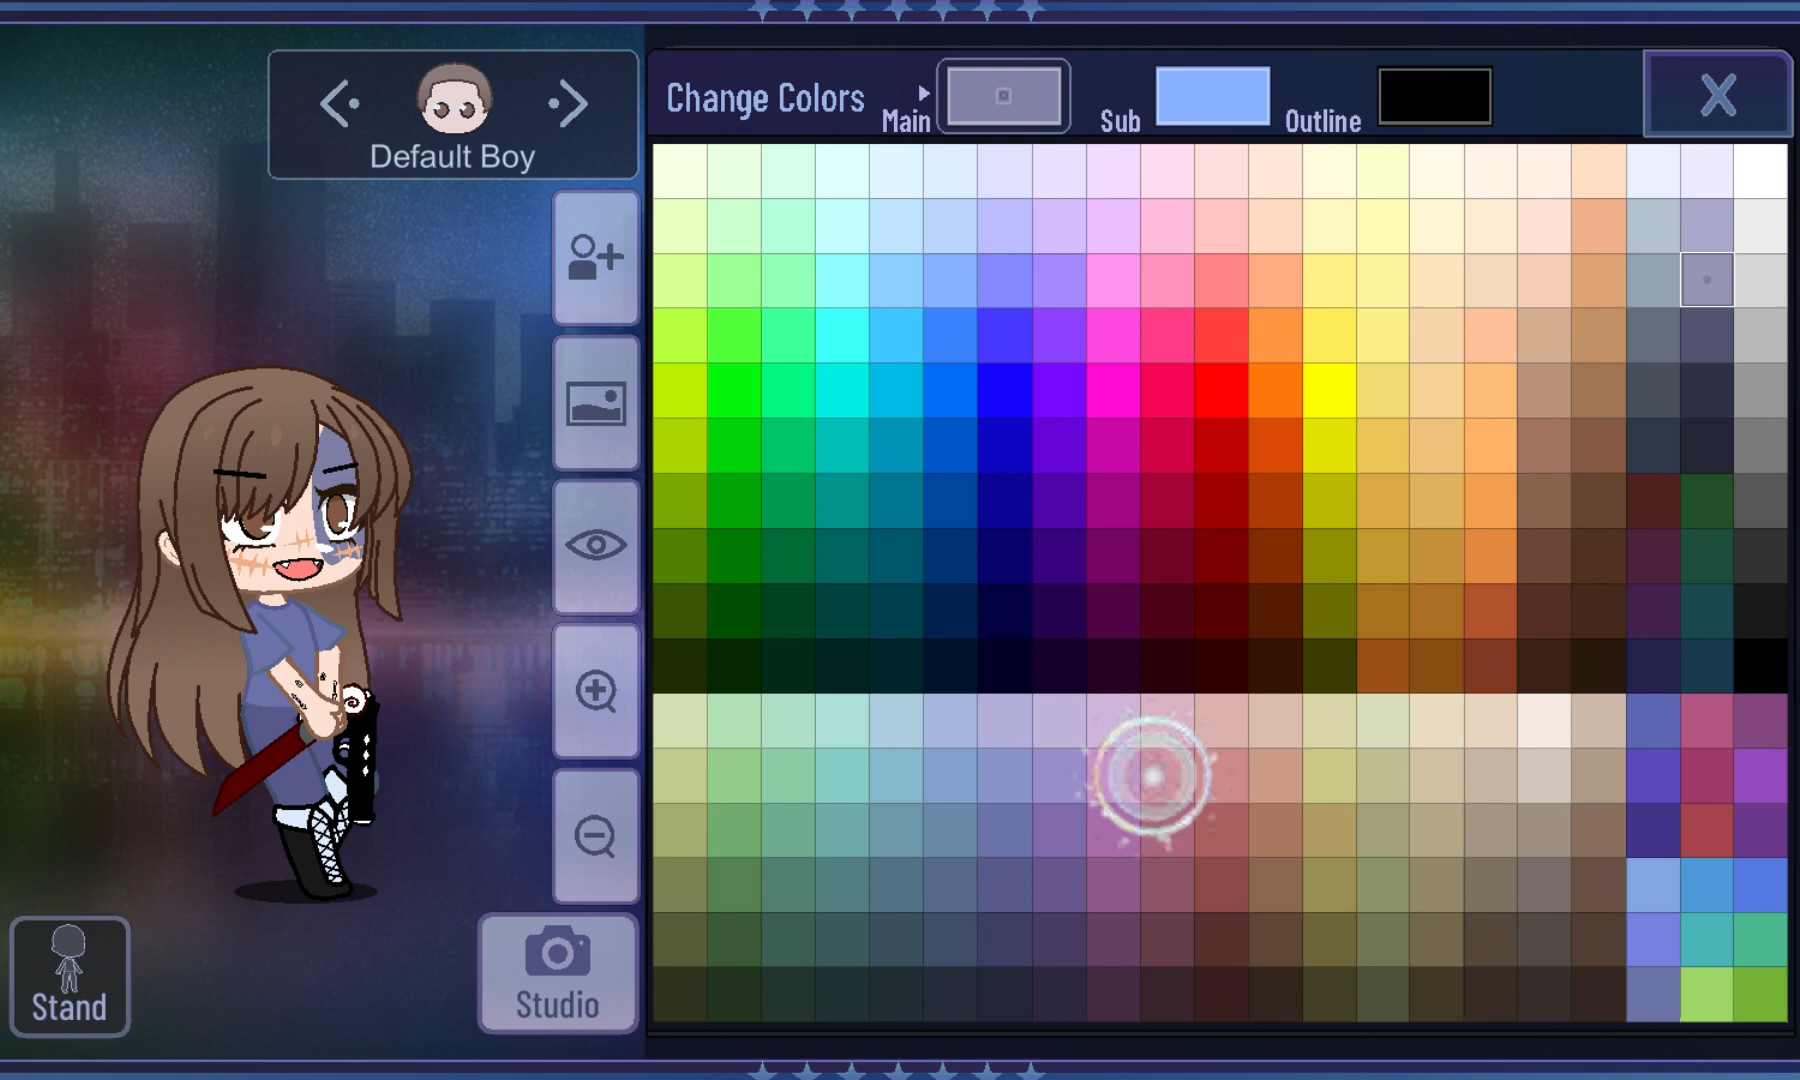 Default Boy
Change Colors
Main
Sub
Outline
X
Stand
Studio